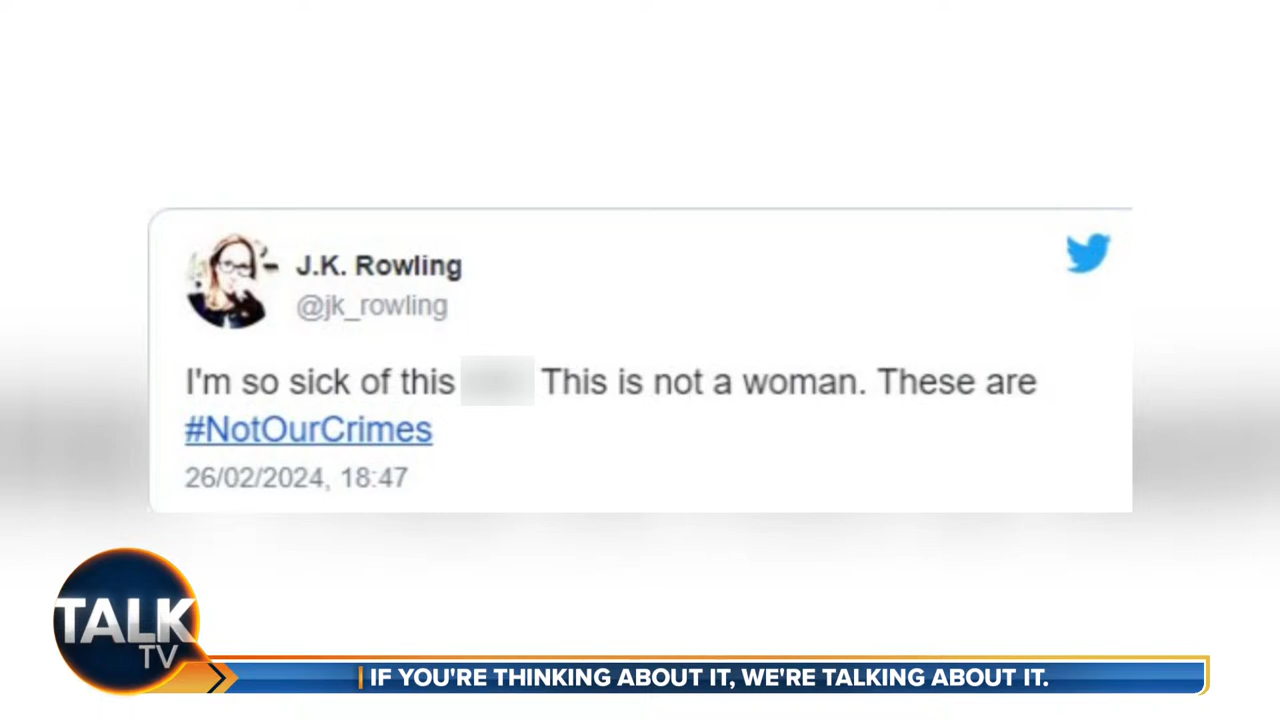 J.K. Rowling
@jk_rowling
I'm so sick of this This is not a woman. These are
#NotOurCrimes
26/02/2024, 18:47
TALK
TV
IF YOU'RE THINKING ABOUT IT, WE'RE TALKING ABOUT IT.